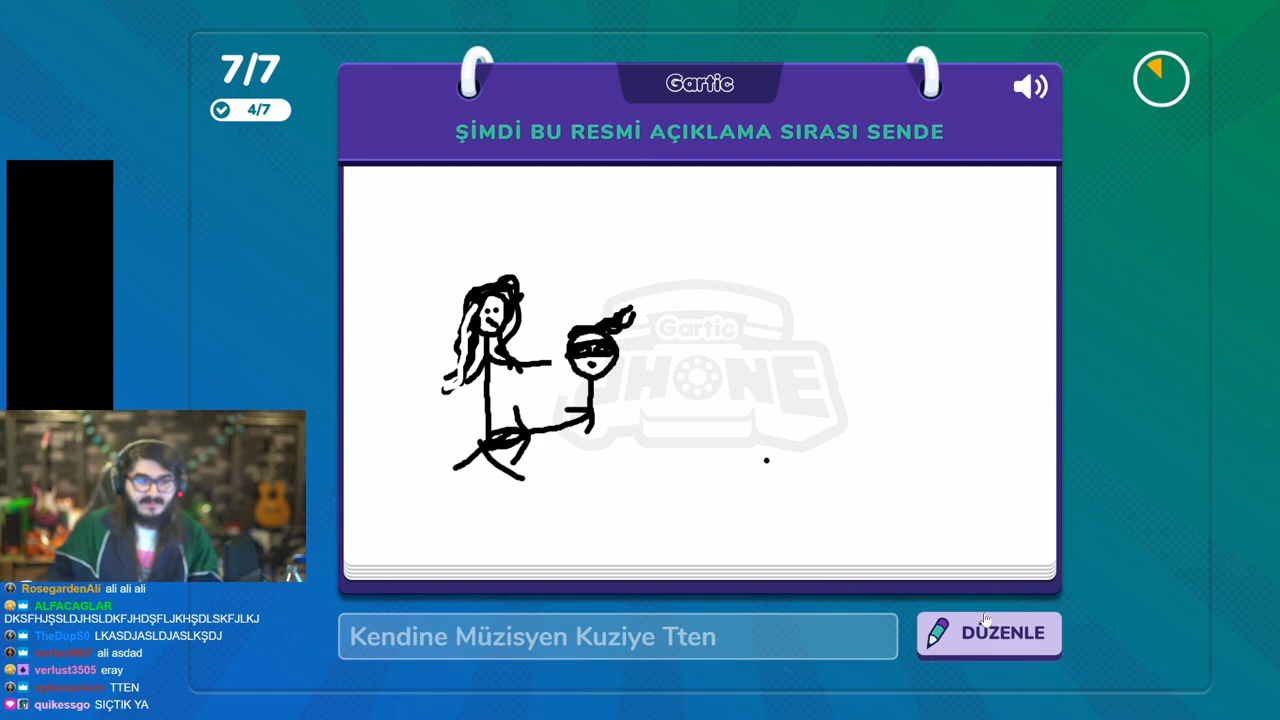 7/7
4/7
Gartic
ŞİMDİ BU RESMİ AÇIKLAMA SIRASI SENDE
Gartic
PHONE
Kendine Müzisyen Kuziye Tten
DÜZENLE
RosegardenAli ali ali ali
ALFACAGLAR
DKSFHJŞSLDJHSLDKFJHDŞFLJKHŞDLSKFJLKJ
TheDupS0 LKASDJASLDJASLKŞDJ
ali asdad
verlust3505 eray
TTEN
quikessgo SIÇTIK YA